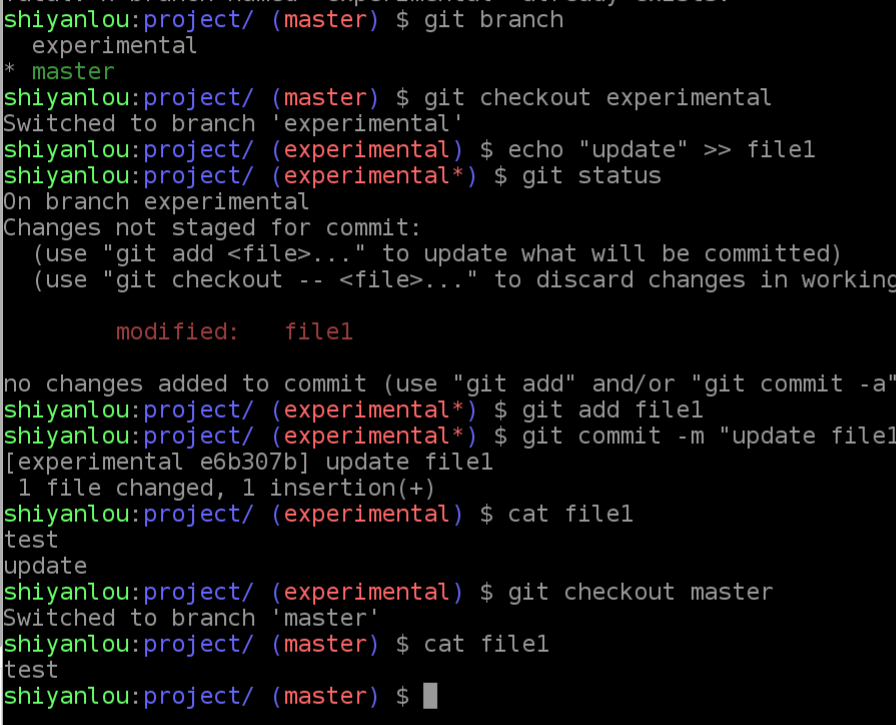 shiyanlou:project/ (master) $ git branch
  experimental
* master
shiyanlou:project/ (master) $ git checkout experimental
Switched to branch 'experimental'
shiyanlou:project/ (experimental) $ echo "update" >> file1
shiyanlou:project/ (experimental*) $ git status
On branch experimental
Changes not staged for commit:
  (use "git add <file>..." to update what will be committed)
  (use "git checkout -- <file>..." to discard changes in working

        modified:   file1

no changes added to commit (use "git add" and/or "git commit -a"
shiyanlou:project/ (experimental*) $ git add file1
shiyanlou:project/ (experimental*) $ git commit -m "update file1
[experimental e6b307b] update file1
 1 file changed, 1 insertion(+)
shiyanlou:project/ (experimental) $ cat file1
test
update
shiyanlou:project/ (experimental) $ git checkout master
Switched to branch 'master'
shiyanlou:project/ (master) $ cat file1
test
shiyanlou:project/ (master) $